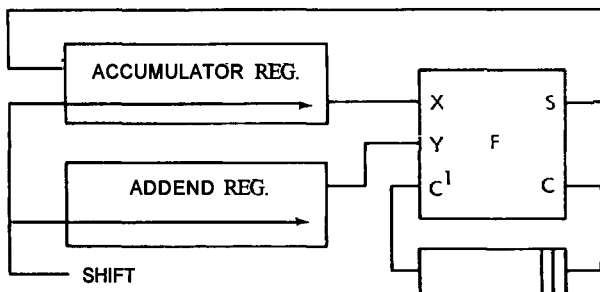 ACCUMULATOR REG.
X S
Y F
ADDEND REG.
C1 C
SHIFT